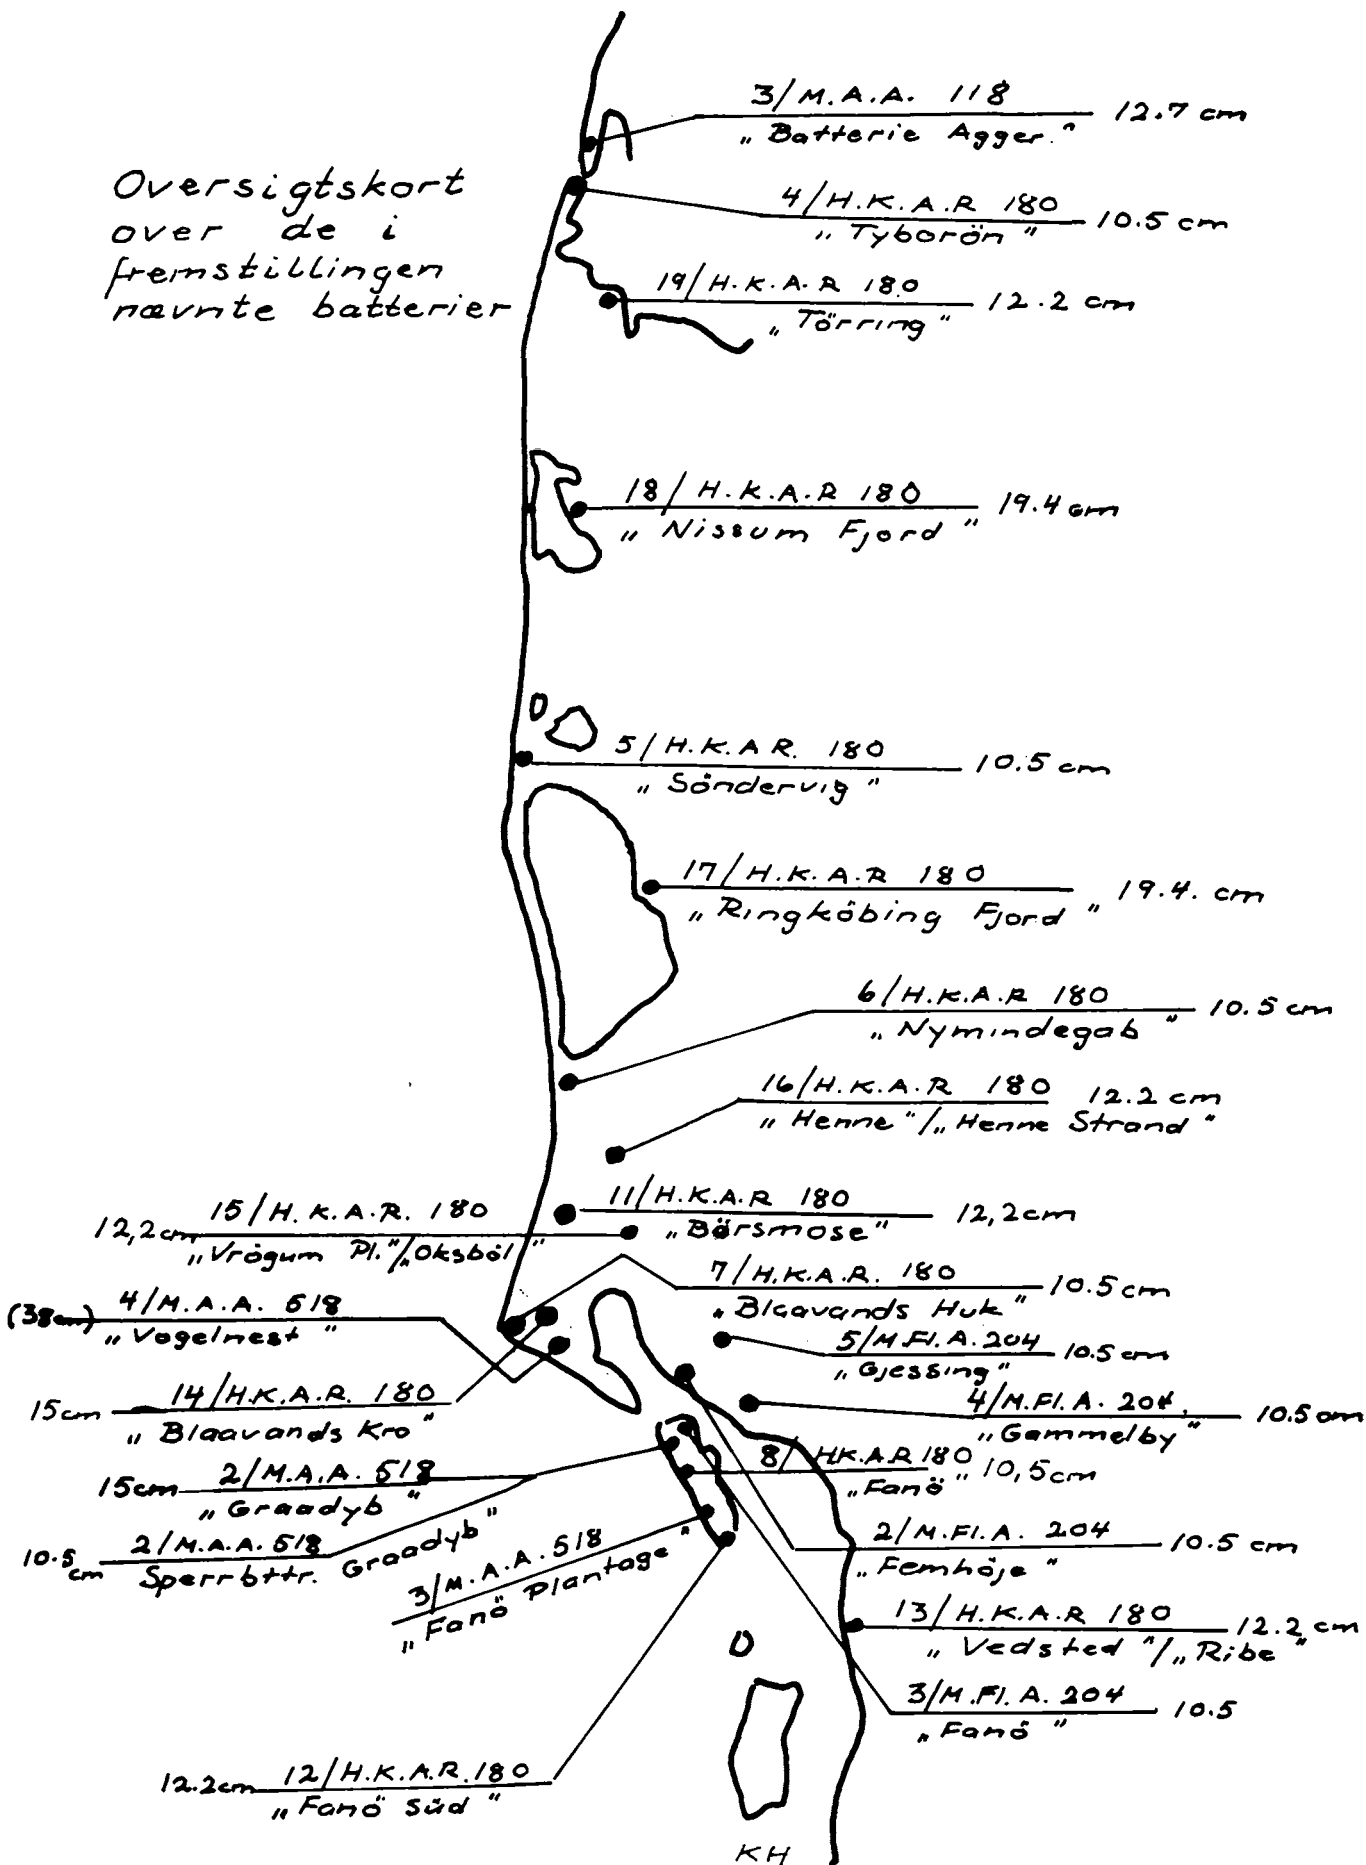 Oversigtskort
over de i
fremstillingen
nævnte batterier
3/M.A.A. 118 12.7 cm
„Batterie Agger."
4/H.K.A.R 180 10.5 cm
„Tyborön"
19/H.K.A.R 180 12.2 cm
„Törring"
18/H.K.A.R 180 19.4 cm
„Nissum Fjord"
5/H.K.A R. 180 10.5 cm
„Söndervig"
17/H.K.A.R 180 19.4. cm
„Ringköbing Fjord"
6/H.K.A.R 180 10.5 cm
„Nymindegab"
16/H.K.A.R 180 12.2 cm
„Henne"/„Henne Strand"
11/H.K.A.R 180 12,2cm
„Börsmose"
12,2cm 15/H.K.A.R. 180
„Vrögum Pl."/„Oksböl"
7/H.K.A.R. 180 10.5 cm
„Blaavands Huk"
(38cm) 4/M.A.A. 518
„Vogelnest"
5/M.Fl.A. 204 10.5 cm
„Gjessing"
15cm 14/H.K.A.R. 180
„Blaavands Kro"
4/M.Fl.A. 204. 10.5 cm
„Gammelby"
8/HK.A.R 180 10,5cm
„Fanö"
15cm 2/M.A.A. 518
„Graadyb"
10.5 cm 2/M.A.A. 518
Sperrbttr. Graadyb"
3/M.A.A. 518
„Fanö Plantage"
2/M.Fl.A. 204 10.5 cm
„Femhöje"
13/H.K.A.R 180 12.2 cm
„Vedsted"/„Ribe"
3/M.Fl.A. 204 10.5
„Fanö"
12.2cm 12/H.K.A.R. 180
„Fanö Süd"
KH